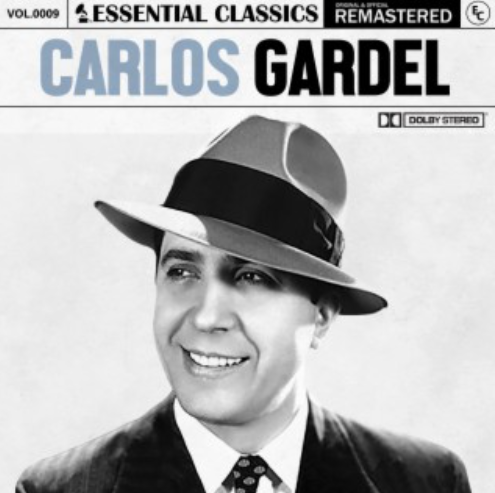 VOL.0009
ESSENTIAL CLASSICS
ORIGINAL & OFFICIAL
REMASTERED
EC
CARLOS GARDEL
DOLBY STEREO